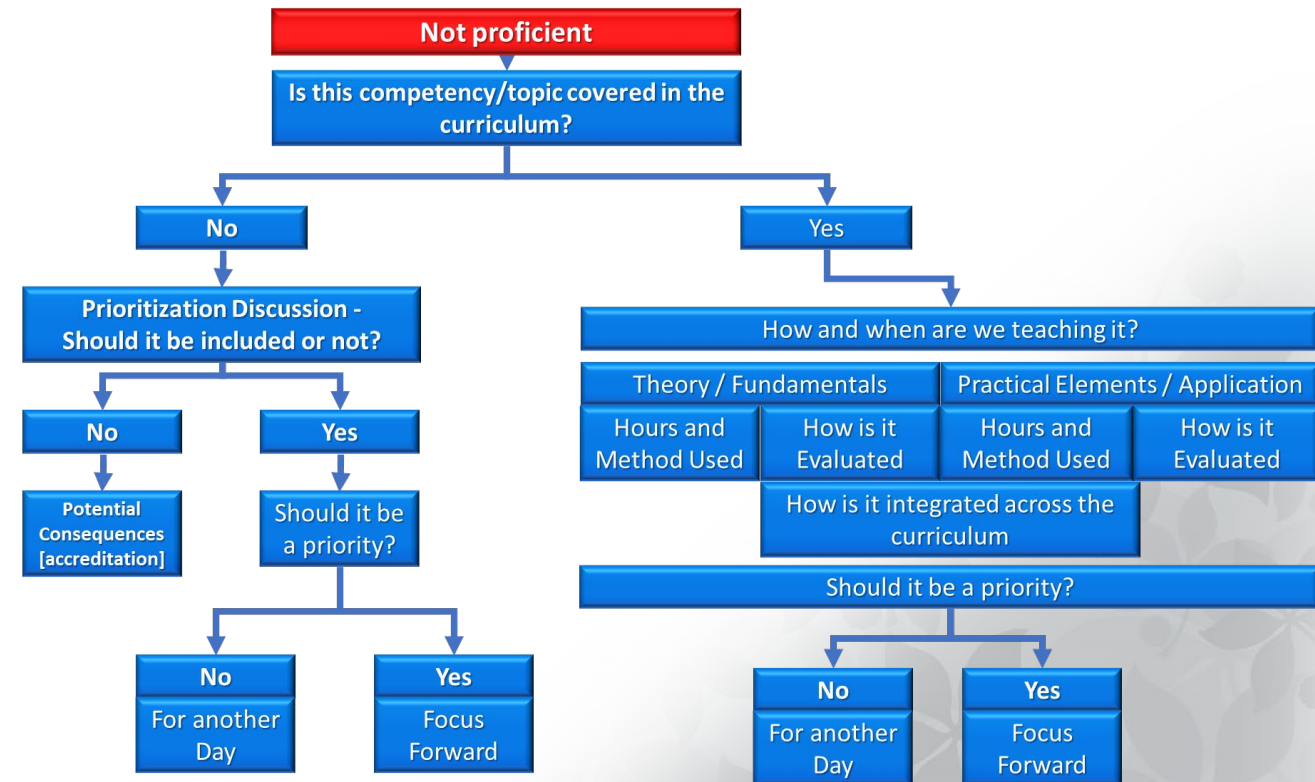 Not proficient
Is this competency/topic covered in the
curriculum?
No
Yes
Prioritization Discussion -
Should it be included or not?
How and when are we teaching it?
Theory / Fundamentals
Practical Elements / Application
No
Yes
Hours and
Method Used
How is it
Evaluated
Hours and
Method Used
How is it
Evaluated
Potential
Consequences
[accreditation]
Should it be
a priority?
How is it integrated across the
curriculum
Should it be a priority?
No
For another
Day
Yes
Focus
Forward
No
For another
Day
Yes
Focus
Forward